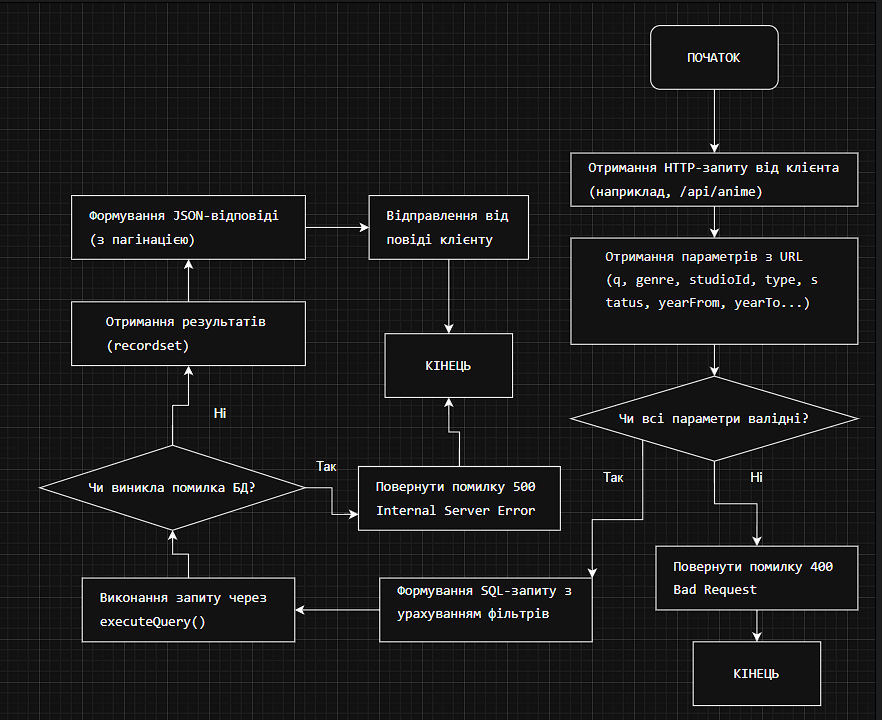 ПОЧАТОК
Отримання HTTP-запиту від клієнта
(наприклад, /api/anime)
Отримання параметрів з URL
(q, genre, studioId, type, s
tatus, yearFrom, yearTo...)
Чи всі параметри валідні?
Так
Ні
Повернути помилку 400
Bad Request
КІНЕЦЬ
Формування SQL-запиту з
урахуванням фільтрів
Виконання запиту через
executeQuery()
Чи виникла помилка БД?
Так
Ні
Повернути помилку 500
Internal Server Error
Отримання результатів
(recordset)
Формування JSON-відповіді
(з пагінацією)
Відправлення від
повіді клієнту
КІНЕЦЬ